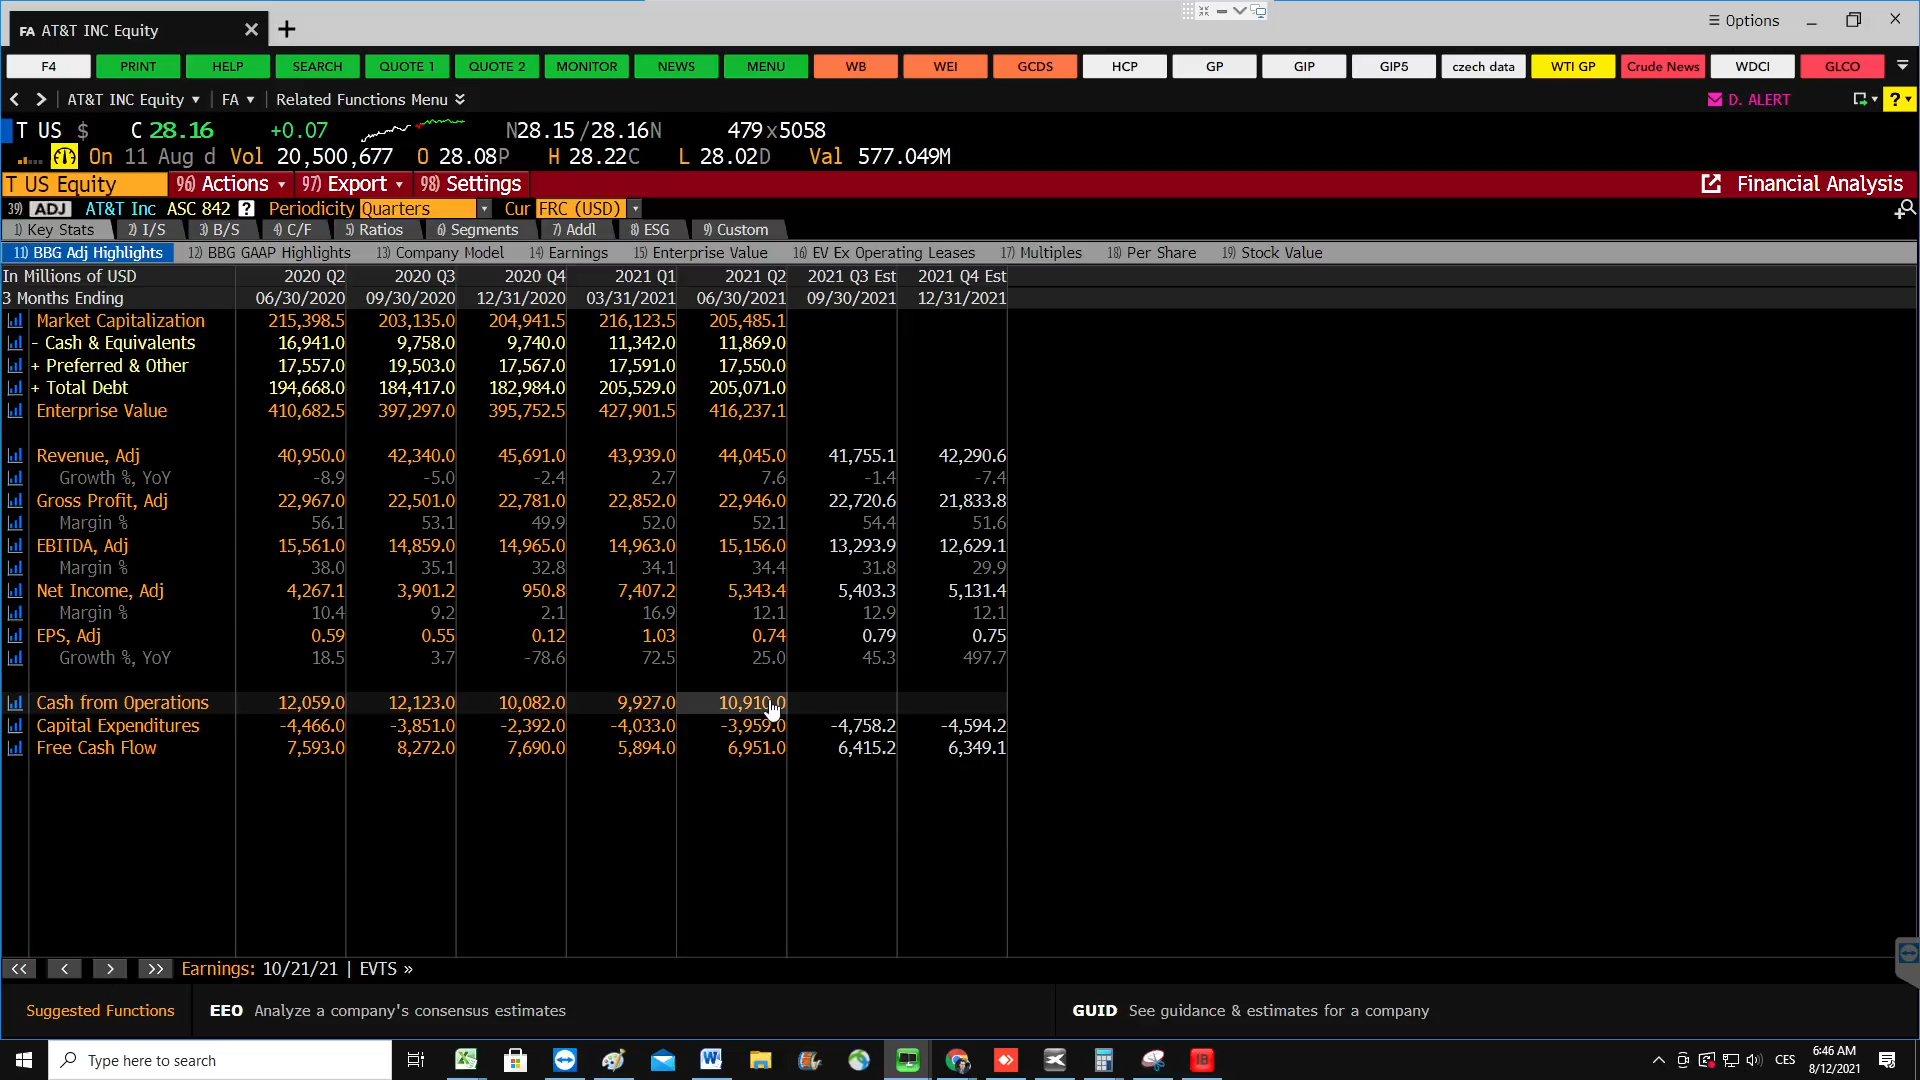 FA AT&T INC Equity
Options
F4 PRINT HELP SEARCH QUOTE 1 QUOTE 2 MONITOR NEWS MENU WB WEI GCDS HCP GP GIP GIP5 czech data WTI GP Crude News WDCI GLCO
AT&T INC Equity FA Related Functions Menu D. ALERT ?
T US $ C 28.16 +0.07 N28.15 /28.16N 479x5058
On 11 Aug d Vol 20,500,677 O 28.08P H 28.22C L 28.02D Val 577.049M
T US Equity 96) Actions 97) Export 98) Settings Financial Analysis
39) ADJ AT&T Inc ASC 842 ? Periodicity Quarters Cur FRC (USD)
1) Key Stats 2) I/S 3) B/S 4) C/F 5) Ratios 6) Segments 7) Addl 8) ESG 9) Custom
11) BBG Adj Highlights 12) BBG GAAP Highlights 13) Company Model 14) Earnings 15) Enterprise Value 16) EV Ex Operating Leases 17) Multiples 18) Per Share 19) Stock Value
In Millions of USD 2020 Q2 2020 Q3 2020 Q4 2021 Q1 2021 Q2 2021 Q3 Est 2021 Q4 Est
3 Months Ending 06/30/2020 09/30/2020 12/31/2020 03/31/2021 06/30/2021 09/30/2021 12/31/2021
Market Capitalization 215,398.5 203,135.0 204,941.5 216,123.5 205,485.1
- Cash & Equivalents 16,941.0 9,758.0 9,740.0 11,342.0 11,869.0
+ Preferred & Other 17,557.0 19,503.0 17,567.0 17,591.0 17,550.0
+ Total Debt 194,668.0 184,417.0 182,984.0 205,529.0 205,071.0
Enterprise Value 410,682.5 397,297.0 395,752.5 427,901.5 416,237.1
Revenue, Adj 40,950.0 42,340.0 45,691.0 43,939.0 44,045.0 41,755.1 42,290.6
Growth %, YoY -8.9 -5.0 -2.4 2.7 7.6 -1.4 -7.4
Gross Profit, Adj 22,967.0 22,501.0 22,781.0 22,852.0 22,946.0 22,720.6 21,833.8
Margin % 56.1 53.1 49.9 52.0 52.1 54.4 51.6
EBITDA, Adj 15,561.0 14,859.0 14,965.0 14,963.0 15,156.0 13,293.9 12,629.1
Margin % 38.0 35.1 32.8 34.1 34.4 31.8 29.9
Net Income, Adj 4,267.1 3,901.2 950.8 7,407.2 5,343.4 5,403.3 5,131.4
Margin % 10.4 9.2 2.1 16.9 12.1 12.9 12.1
EPS, Adj 0.59 0.55 0.12 1.03 0.74 0.79 0.75
Growth %, YoY 18.5 3.7 -78.6 72.5 25.0 45.3 497.7
Cash from Operations 12,059.0 12,123.0 10,082.0 9,927.0 10,910.0
Capital Expenditures -4,466.0 -3,851.0 -2,392.0 -4,033.0 -3,959.0 -4,758.2 -4,594.2
Free Cash Flow 7,593.0 8,272.0 7,690.0 5,894.0 6,951.0 6,415.2 6,349.1
<< < > >> Earnings: 10/21/21 | EVTS »
Suggested Functions EEO Analyze a company's consensus estimates GUID See guidance & estimates for a company
Type here to search 18 CES 6:46 AM
8/12/2021